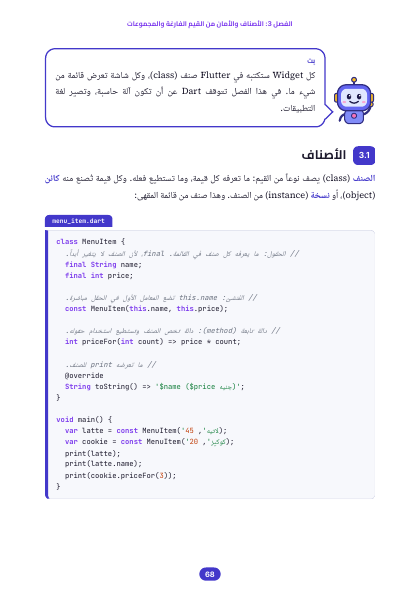 الفصل 3: الأصناف والأمان من القيم الفارغة والمجموعات
بت
كل Widget ستكتبه في Flutter صنف (class)، وكل شاشة تعرض قائمة من
شيء ما. في هذا الفصل تتوقف Dart عن أن تكون آلة حاسبة، وتصير لغة
التطبيقات.
3.1 الأصناف
الصنف (class) يصف نوعاً من القيم: ما تعرفه كل قيمة، وما تستطيع فعله. وكل قيمة تُصنع منه كائن
(object)، أو نسخة (instance) من الصنف. وهذا صنف من قائمة المقهى:
menu_item.dart
class MenuItem {
// الحقول: ما يعرفه كل صنف في القائمة. final، لأن الصنف لا يتغير أبداً.
final String name;
final int price;
// المُنشئ: this.name تضع المعامل الأول في الحقل مباشرة.
const MenuItem(this.name, this.price);
// دالة تابعة (method): دالة تخص الصنف وتستطيع استخدام حقوله.
int priceFor(int count) => price * count;
// ما تعرضه print للصنف.
@override
String toString() => '$name ($price جنيه)';
}
void main() {
var latte = const MenuItem('لاتيه', 45);
var cookie = const MenuItem('كوكيز', 20);
print(latte);
print(latte.name);
print(cookie.priceFor(3));
}
68